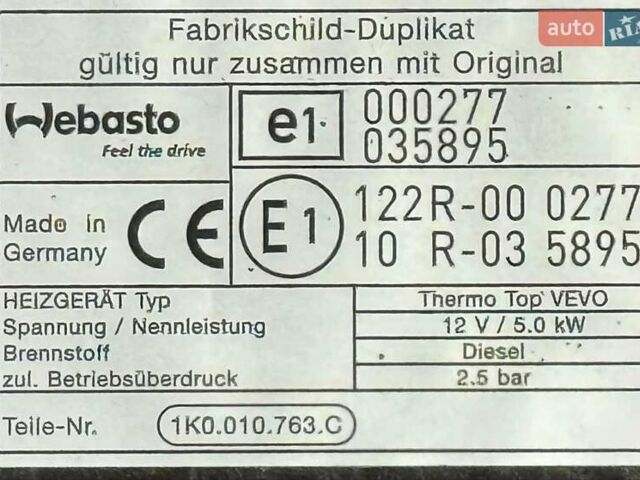 Fabrikschild-Duplikat
gültig nur zusammen mit Original
auto RIA
Webasto
Feel the drive
e1
000277
035895
Made in
Germany
CE
E1
122R-00 0277
10 R-03 5895
HEIZGERÄT Typ Thermo Top VEVO
Spannung / Nennleistung 12 V / 5.0 kW
Brennstoff Diesel
zul. Betriebsüberdruck 2.5 bar
Teile-Nr. 1K0.010.763.C